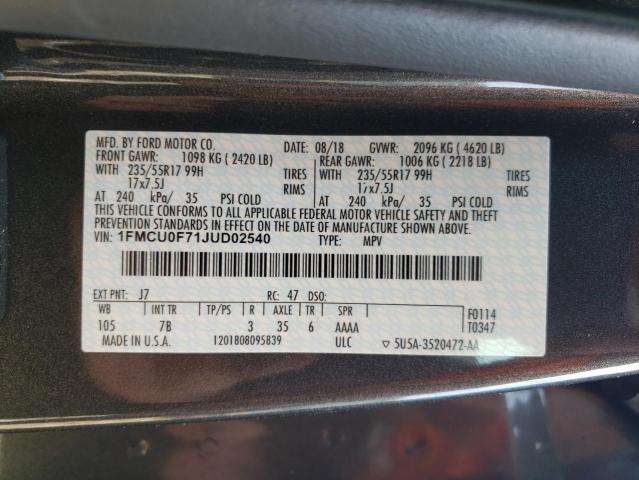 MFD. BY FORD MOTOR CO. DATE: 08/18 GVWR: 2096 KG ( 4620 LB)
FRONT GAWR: 1098 KG ( 2420 LB) REAR GAWR: 1006 KG ( 2218 LB)
WITH 235/55R17 99H TIRES WITH 235/55R17 99H TIRES
17x7.5J RIMS 17x7.5J RIMS
AT 240 kPa/ 35 PSI COLD AT 240 kPa/ 35 PSI COLD
THIS VEHICLE CONFORMS TO ALL APPLICABLE FEDERAL MOTOR VEHICLE SAFETY AND THEFT
PREVENTION STANDARDS IN EFFECT ON THE DATE OF MANUFACTURE SHOWN ABOVE.
VIN: 1FMCU0F71JUD02540 TYPE: MPV
EXT PNT: J7 RC: 47 DSO:
WB INT TR TP/PS R AXLE TR SPR F0114
105 7B 3 35 6 AAAA T0347
MADE IN U.S.A. 1201808095839 ULC ▽ 5U5A-3520472-AA